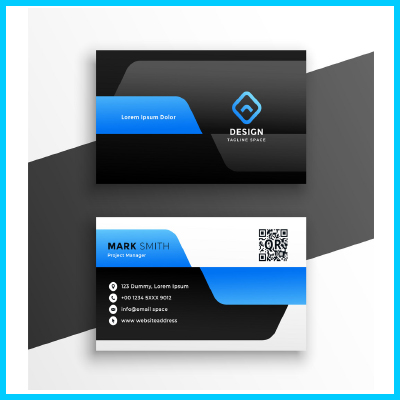 Lorem Ipsum Dolor
DESIGN
TAGLINE SPACE
MARK SMITH
Project Manager
QR
123 Dummy, Lorem Ipsum
+00 1234 5XXX 9012
info@email space
www.websiteaddress